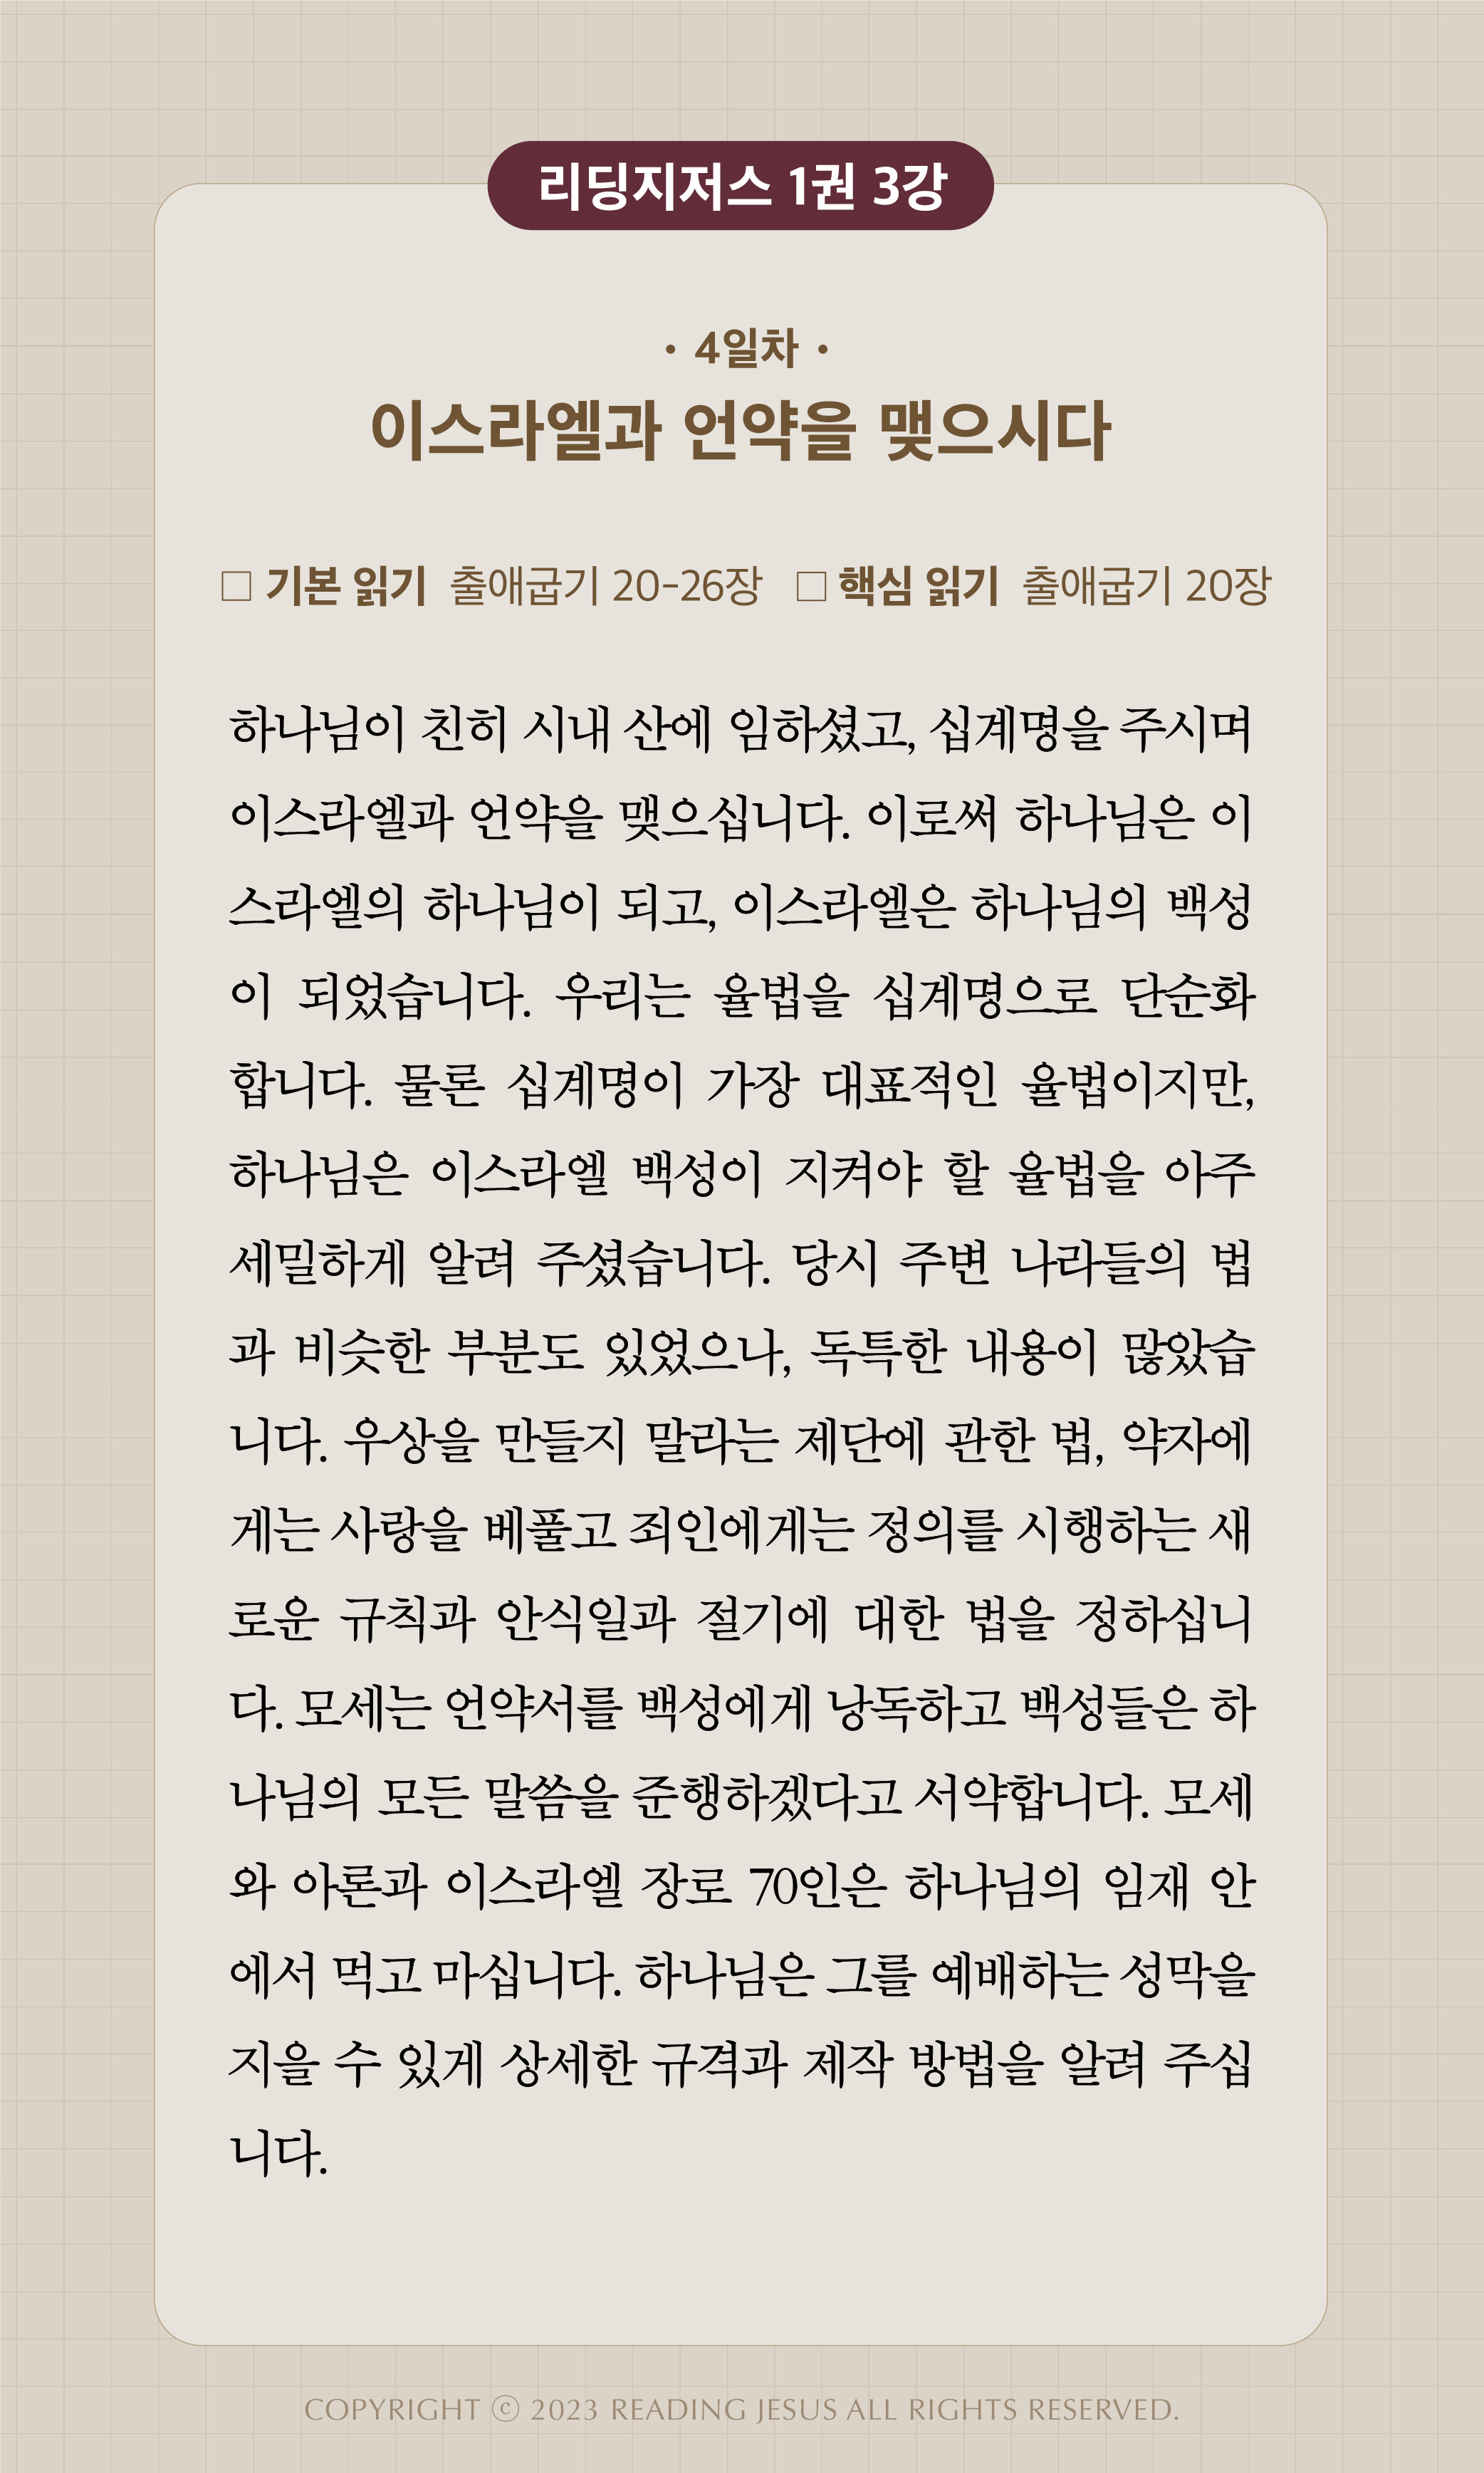 리딩지저스 1권 3강
· 4일차 ·
이스라엘과 언약을 맺으시다
□ 기본 읽기 출애굽기 20-26장 □ 핵심 읽기 출애굽기 20장
하나님이 친히 시내 산에 임하셨고, 십계명을 주시며
이스라엘과 언약을 맺으십니다. 이로써 하나님은 이
스라엘의 하나님이 되고, 이스라엘은 하나님의 백성
이 되었습니다. 우리는 율법을 십계명으로 단순화
합니다. 물론 십계명이 가장 대표적인 율법이지만,
하나님은 이스라엘 백성이 지켜야 할 율법을 아주
세밀하게 알려 주셨습니다. 당시 주변 나라들의 법
과 비슷한 부분도 있었으나, 독특한 내용이 많았습
니다. 우상을 만들지 말라는 제단에 관한 법, 약자에
게는 사랑을 베풀고 죄인에게는 정의를 시행하는 새
로운 규칙과 안식일과 절기에 대한 법을 정하십니
다. 모세는 언약서를 백성에게 낭독하고 백성들은 하
나님의 모든 말씀을 준행하겠다고 서약합니다. 모세
와 아론과 이스라엘 장로 70인은 하나님의 임재 안
에서 먹고 마십니다. 하나님은 그를 예배하는 성막을
지을 수 있게 상세한 규격과 제작 방법을 알려 주십
니다.
COPYRIGHT ⓒ 2023 READING JESUS ALL RIGHTS RESERVED.